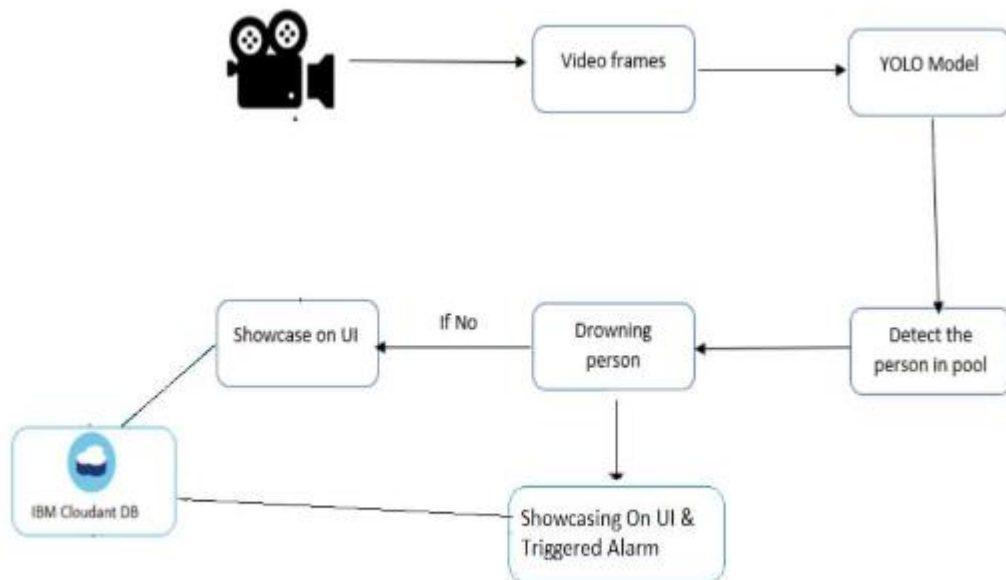 Video frames
YOLO Model
Detect the
person in pool
Drowning
person
If No
Showcase on UI
IBM Cloudant DB
Showcasing On UI &
Triggered Alarm